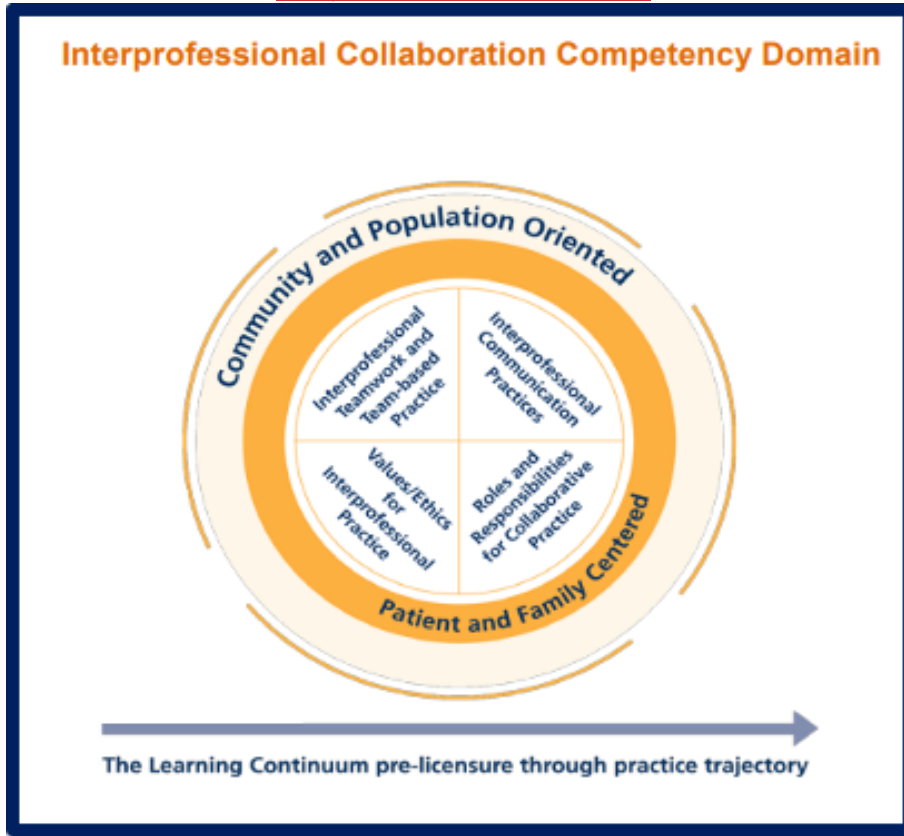 Interprofessional Collaboration Competency Domain
Community and Population Oriented
Interprofessional
Teamwork and
Team-based
Practice
Interprofessional
Communication
Practices
Values/Ethics
for
Interprofessional
Practice
Roles and
Responsibilities
for Collaborative
Practice
Patient and Family Centered
The Learning Continuum pre-licensure through practice trajectory